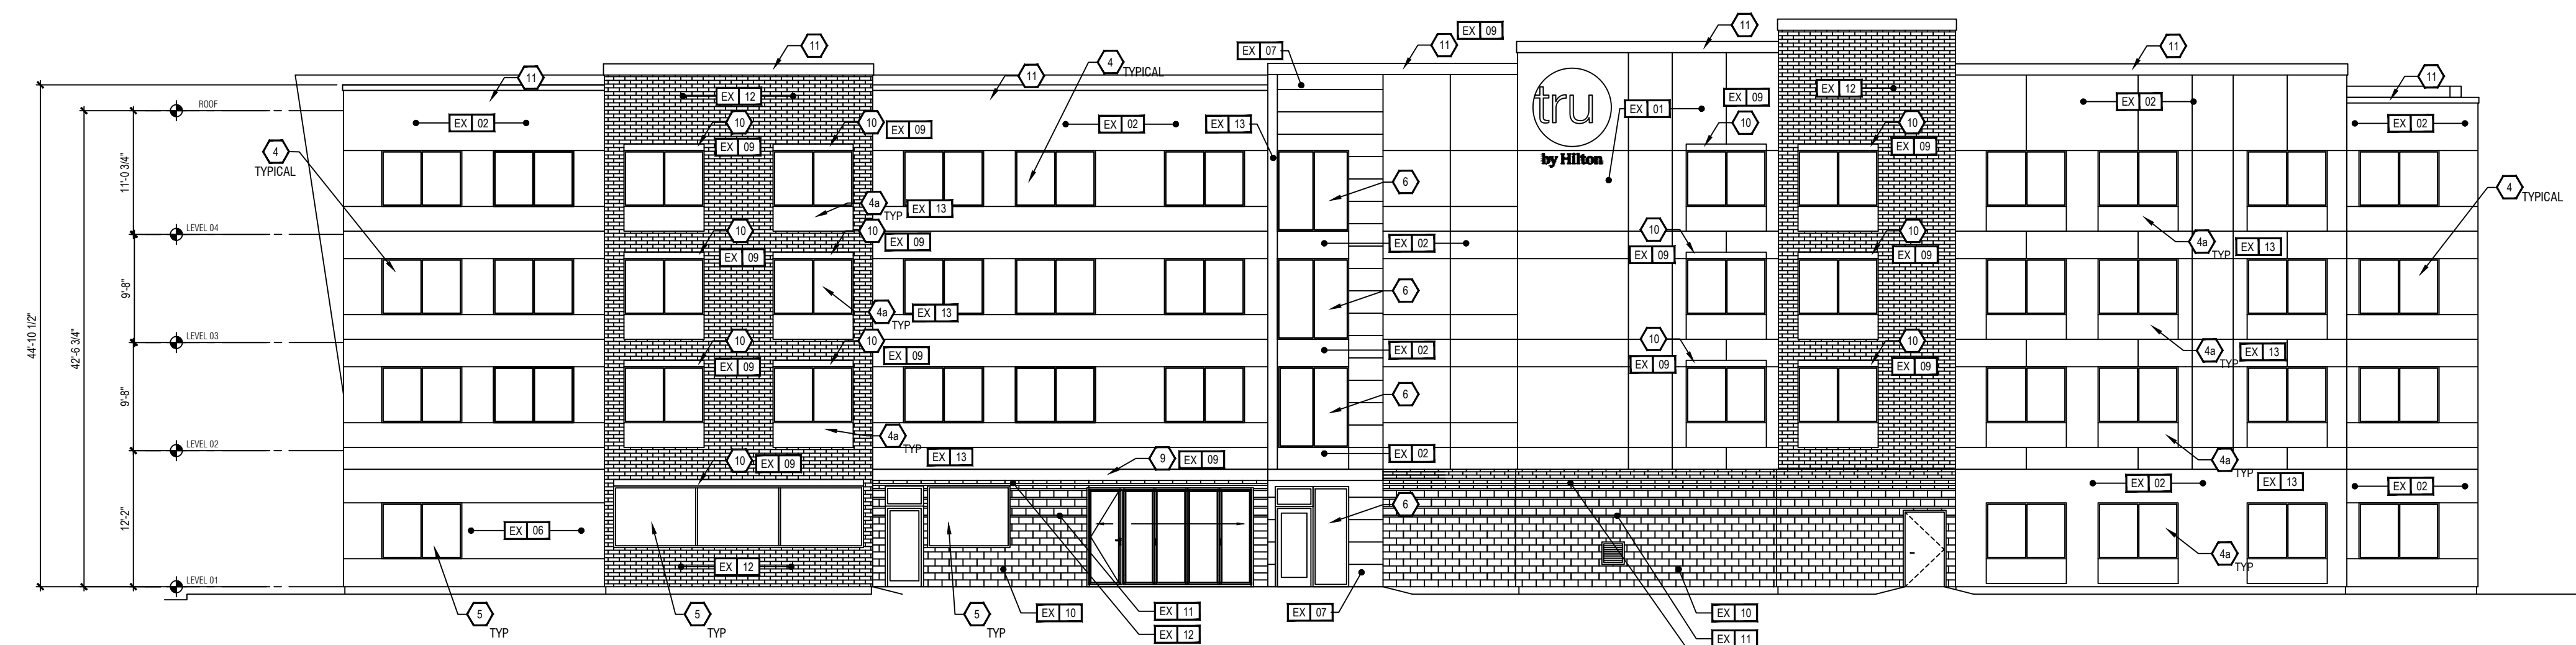 11
EX 09
11
EX 07
11
11
4
TYPICAL
11
11
11
11
EX 12
EX 12
EX 09
EX 01
tru
by Hilton
EX 02
EX 02
ROOF
EX 02
10
10
EX 09
EX 02
EX 13
10
10
EX 02
4
TYPICAL
EX 09
EX 09
11'-0 3/4"
6
4
TYPICAL
4a
TYP
EX 13
LEVEL 04
10
10
EX 09
EX 02
10
EX 09
10
EX 09
4a
TYP
EX 13
EX 09
9'-8"
6
4a
TYP
EX 13
44'-10 1/2"
42'-6 3/4"
LEVEL 03
10
10
EX 09
EX 09
EX 02
10
EX 09
10
EX 09
4a
TYP
EX 13
9'-8"
6
4a
TYP
LEVEL 02
EX 13
10
EX 09
9
EX 09
EX 02
4a
TYP
EX 02
EX 13
EX 02
12'-2"
EX 06
6
EX 12
4a
TYP
LEVEL 01
5
TYP
5
TYP
5
TYP
EX 10
EX 11
EX 12
EX 07
EX 10
EX 11